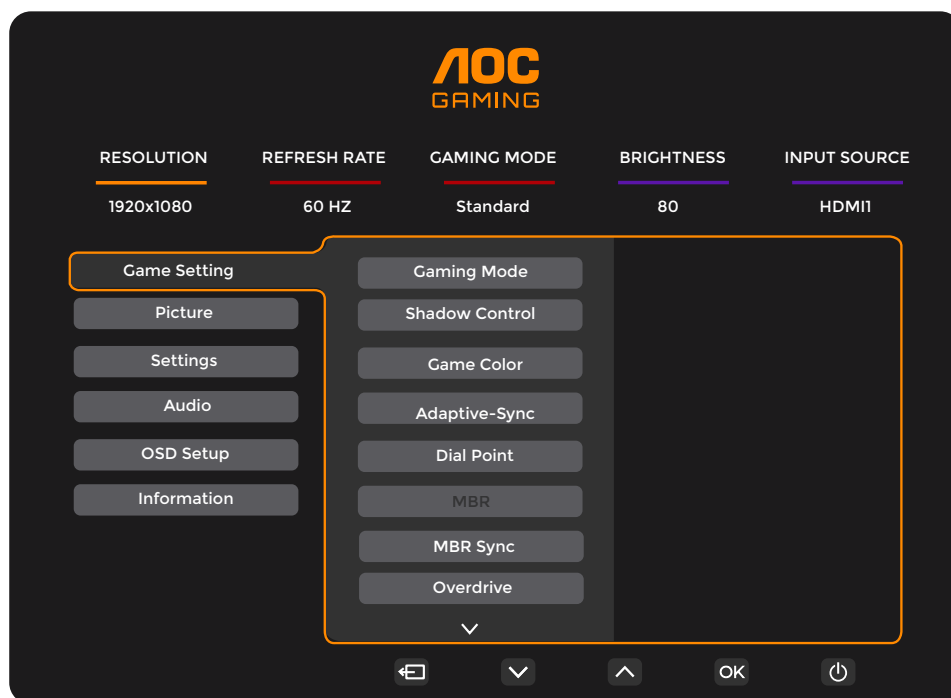 AOC
GAMING
RESOLUTION REFRESH RATE GAMING MODE BRIGHTNESS INPUT SOURCE
1920x1080 60 HZ Standard 80 HDMI1
Game Setting
Picture
Settings
Audio
OSD Setup
Information
Gaming Mode
Shadow Control
Game Color
Adaptive-Sync
Dial Point
MBR
MBR Sync
Overdrive
OK